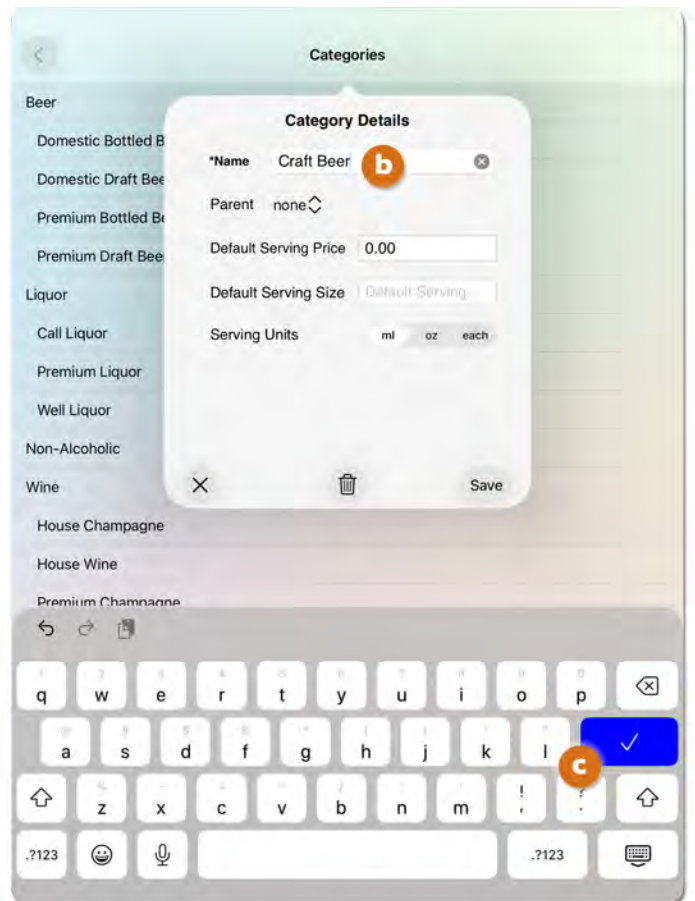 Categories
Beer
Category Details
Domestic Bottled B
*Name Craft Beer b
Domestic Draft Bee
Parent none
Premium Bottled Be
Default Serving Price 0.00
Premium Draft Bee
Liquor
Default Serving Size Default Serving
Call Liquor
Serving Units ml oz each
Premium Liquor
Well Liquor
Non-Alcoholic
Wine
Save
House Champagne
House Wine
Premium Champagne
q w e r t y u i o p
a s d f g h j k l
c
z x c v b n m ! , ? .
.?123 .?123